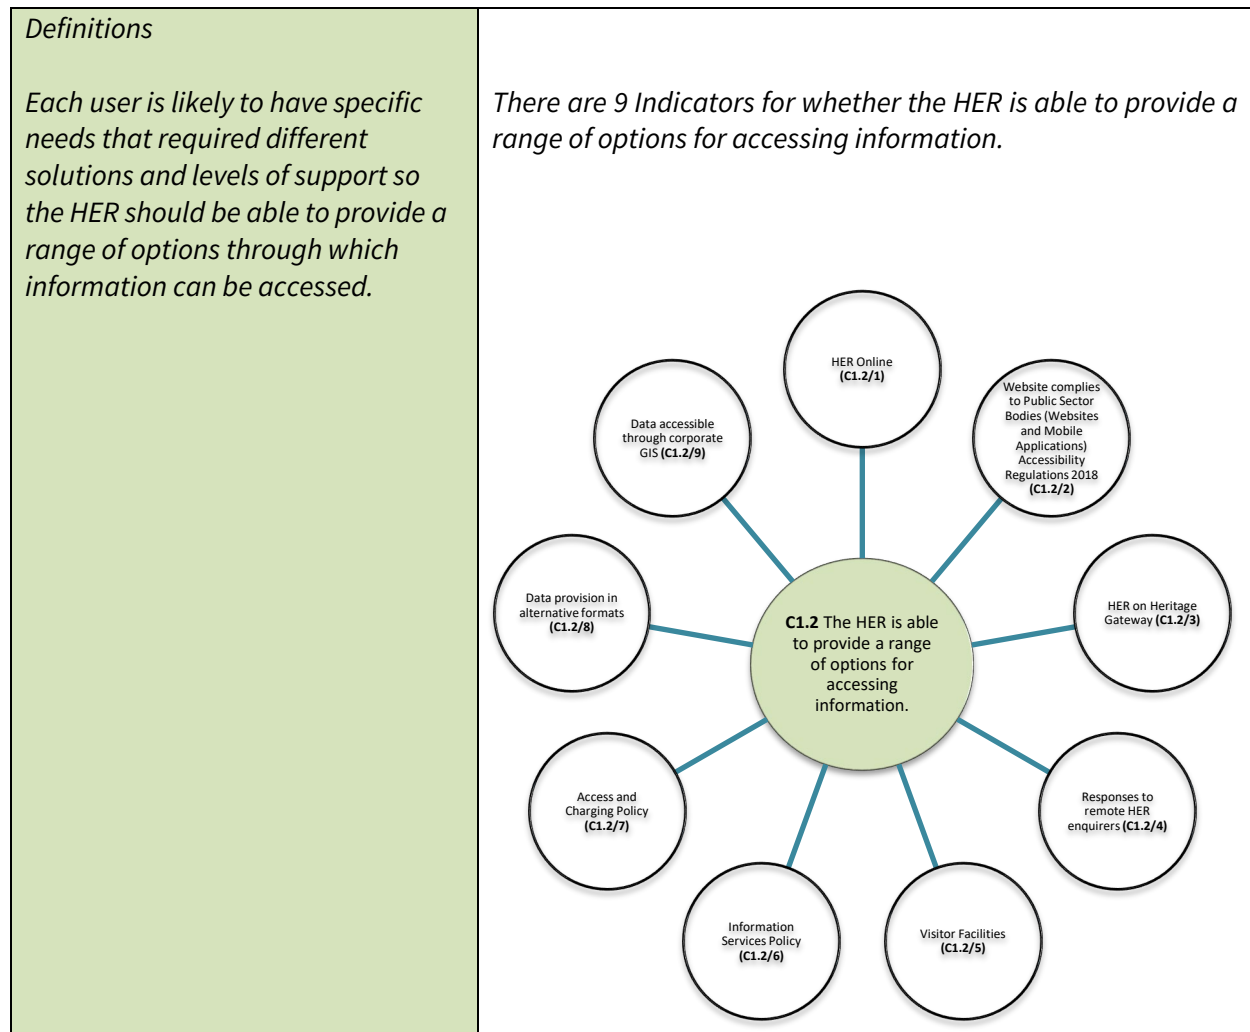 Definitions
Each user is likely to have specific
needs that required different
solutions and levels of support so
the HER should be able to provide a
range of options through which
information can be accessed.
There are 9 Indicators for whether the HER is able to provide a
range of options for accessing information.
HER Online
(C1.2/1)
Website complies
to Public Sector
Bodies (Websites
and Mobile
Applications)
Accessibility
Regulations 2018
(C1.2/2)
HER on Heritage
Gateway (C1.2/3)
Responses to
remote HER
enquirers (C1.2/4)
Visitor Facilities
(C1.2/5)
Information
Services Policy
(C1.2/6)
Access and
Charging Policy
(C1.2/7)
Data provision in
alternative formats
(C1.2/8)
Data accessible
through corporate
GIS (C1.2/9)
C1.2 The HER is able
to provide a range
of options for
accessing
information.